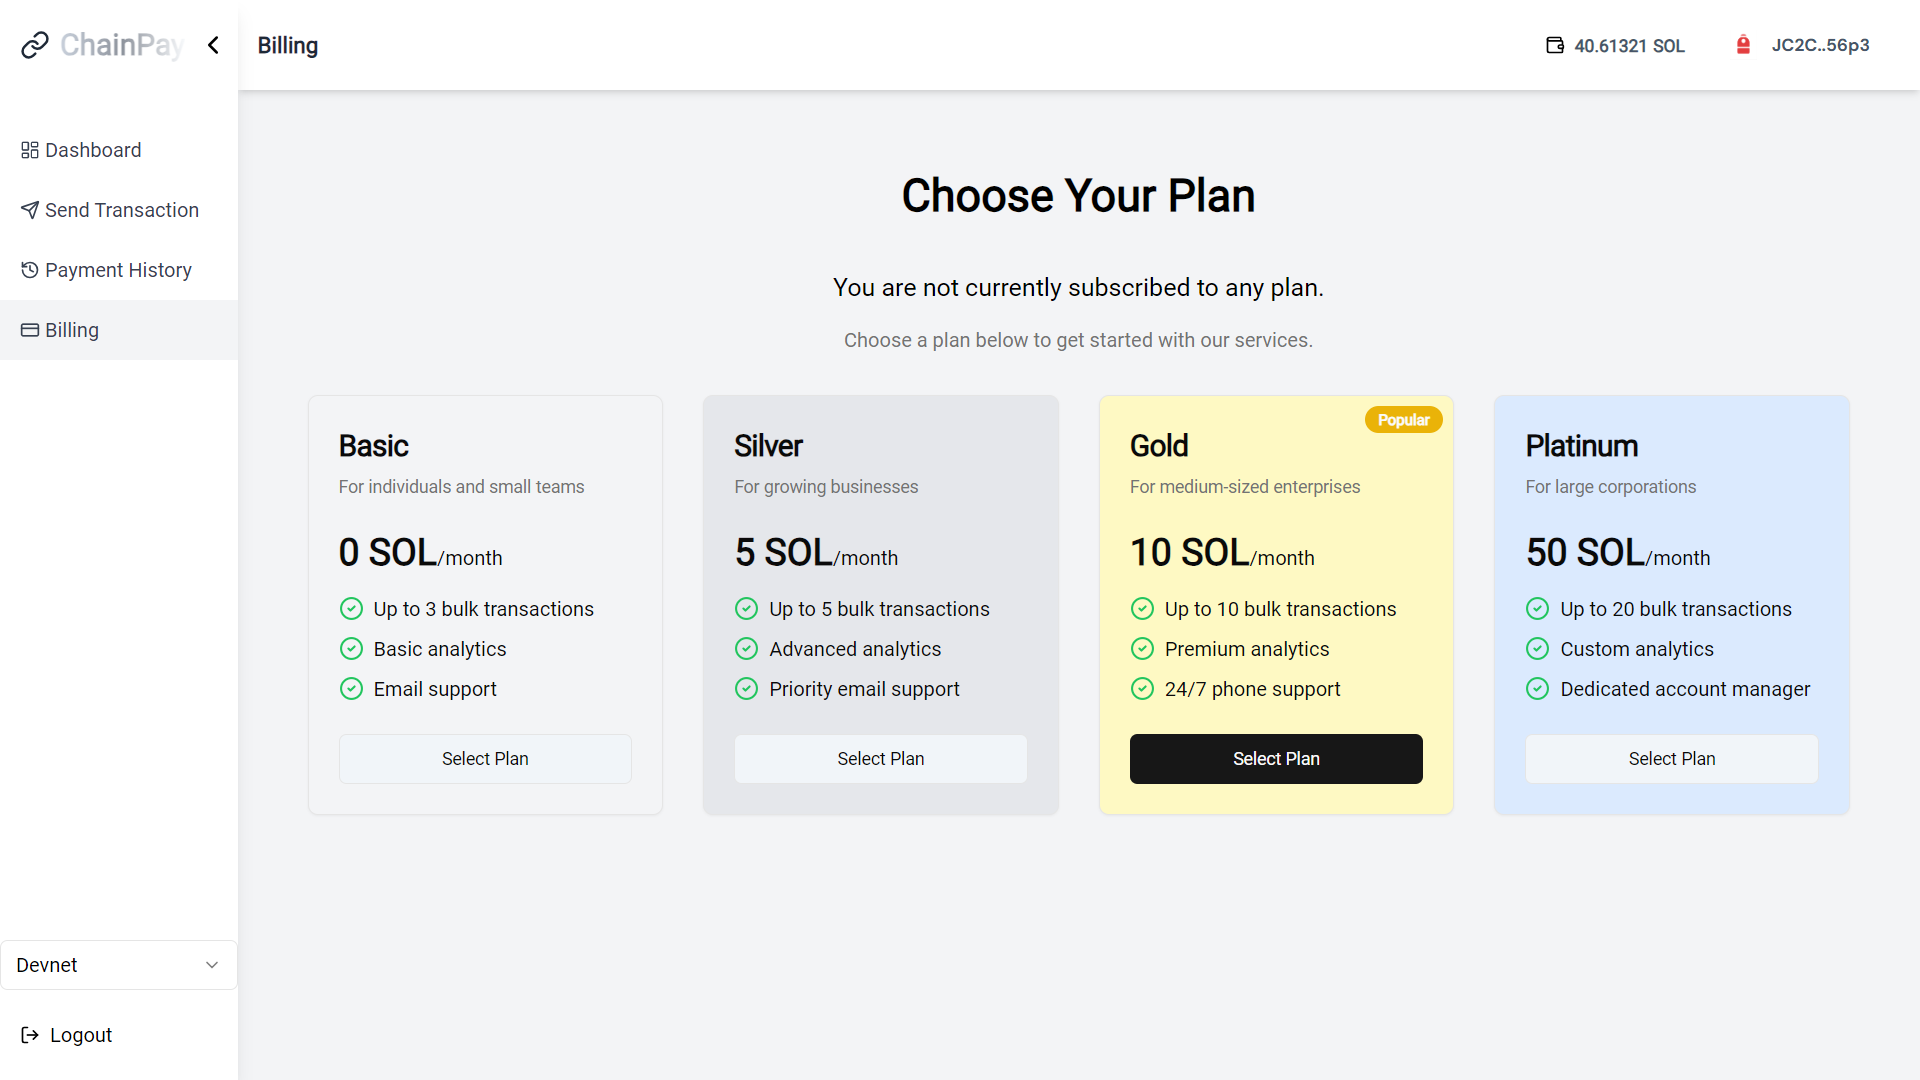 ChainPay
Billing
40.61321 SOL
JC2C..56p3
Dashboard
Send Transaction
Payment History
Billing
Devnet
Logout
Choose Your Plan
You are not currently subscribed to any plan.
Choose a plan below to get started with our services.
Basic
For individuals and small teams
0 SOL/month
Up to 3 bulk transactions
Basic analytics
Email support
Select Plan
Silver
For growing businesses
5 SOL/month
Up to 5 bulk transactions
Advanced analytics
Priority email support
Select Plan
Popular
Gold
For medium-sized enterprises
10 SOL/month
Up to 10 bulk transactions
Premium analytics
24/7 phone support
Select Plan
Platinum
For large corporations
50 SOL/month
Up to 20 bulk transactions
Custom analytics
Dedicated account manager
Select Plan